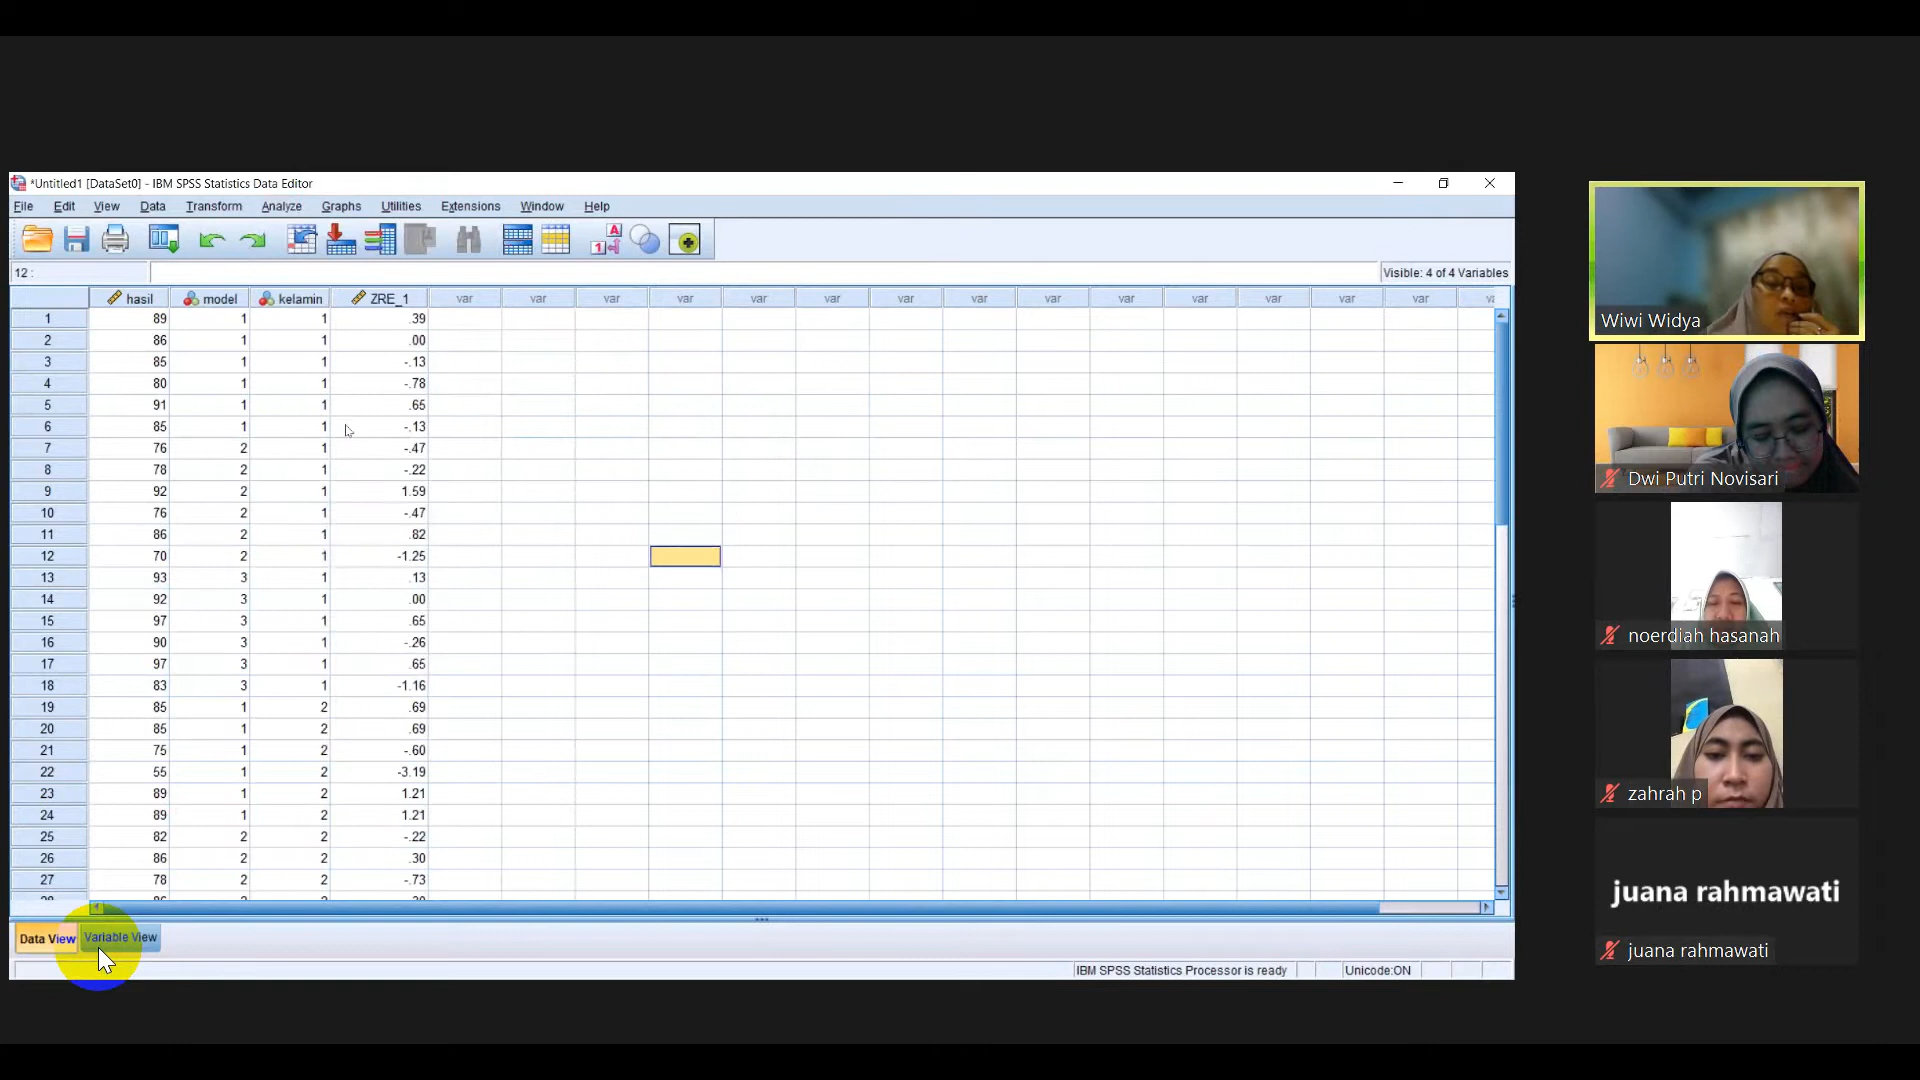 *Untitled1 [DataSet0] - IBM SPSS Statistics Data Editor
File Edit View Data Transform Analyze Graphs Utilities Extensions Window Help
12 :
Visible: 4 of 4 Variables
hasil model kelamin ZRE_1 var var var var var var var var var var var var var var
1 89 1 1 .39
2 86 1 1 .00
3 85 1 1 -.13
4 80 1 1 -.78
5 91 1 1 .65
6 85 1 1 -.13
7 76 2 1 -.47
8 78 2 1 -.22
9 92 2 1 1.59
10 76 2 1 -.47
11 86 2 1 .82
12 70 2 1 -1.25
13 93 3 1 .13
14 92 3 1 .00
15 97 3 1 .65
16 90 3 1 -.26
17 97 3 1 .65
18 83 3 1 -1.16
19 85 1 2 .69
20 85 1 2 .69
21 75 1 2 -.60
22 55 1 2 -3.19
23 89 1 2 1.21
24 89 1 2 1.21
25 82 2 2 -.22
26 86 2 2 .30
27 78 2 2 -.73
Data View Variable View
IBM SPSS Statistics Processor is ready
Unicode:ON
Wiwi Widya
Dwi Putri Novisari
noerdiah hasanah
zahrah p
juana rahmawati
juana rahmawati